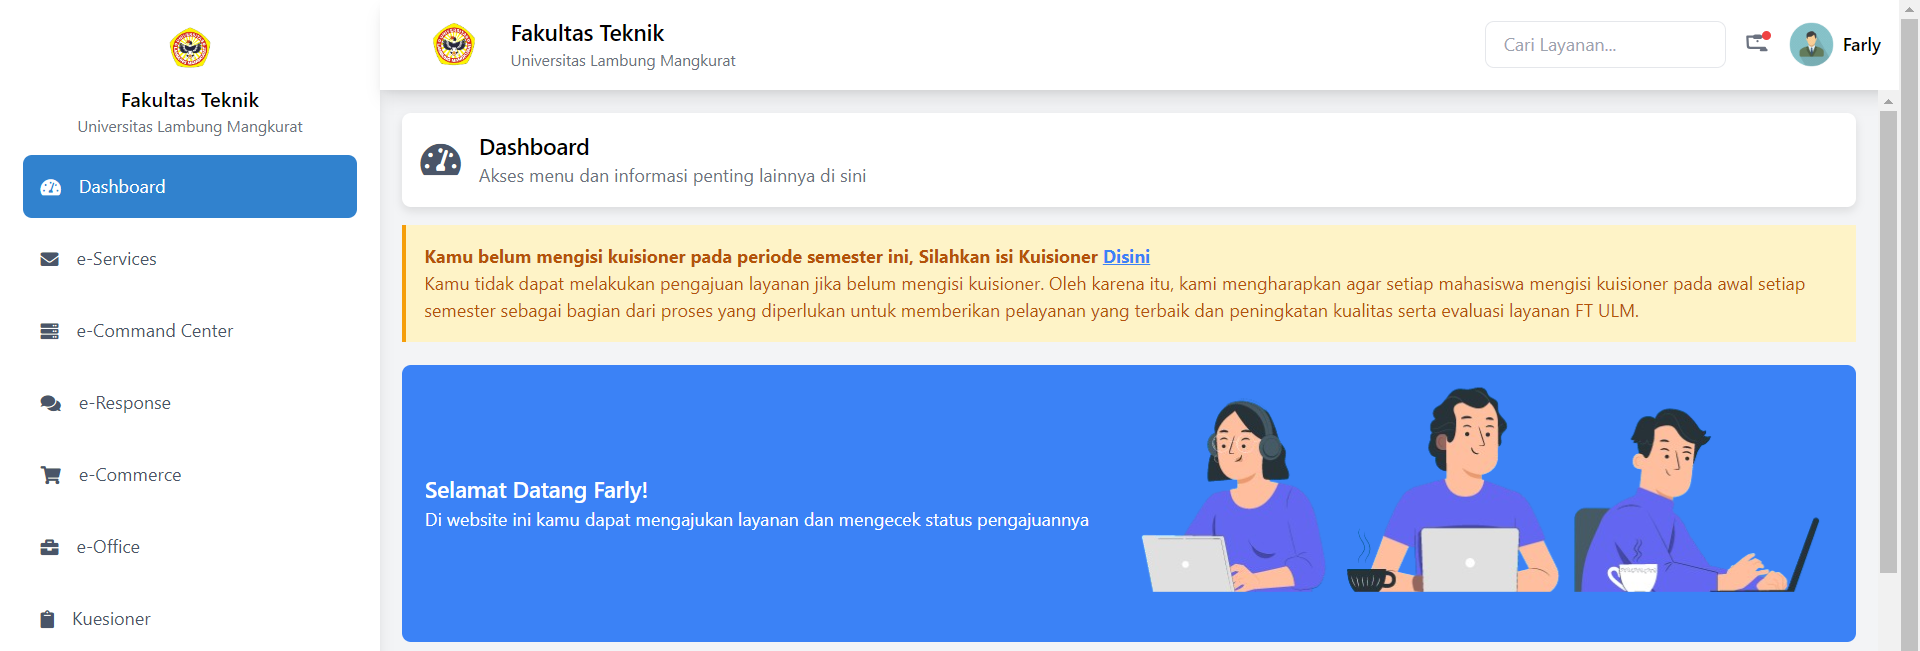 Fakultas Teknik
Universitas Lambung Mangkurat
Dashboard
e-Services
e-Command Center
e-Response
e-Commerce
e-Office
Kuesioner
Fakultas Teknik
Universitas Lambung Mangkurat
Cari Layanan...
Farly
Dashboard
Akses menu dan informasi penting lainnya di sini
Kamu belum mengisi kuisioner pada periode semester ini, Silahkan isi Kuisioner Disini
Kamu tidak dapat melakukan pengajuan layanan jika belum mengisi kuisioner. Oleh karena itu, kami mengharapkan agar setiap mahasiswa mengisi kuisioner pada awal setiap
semester sebagai bagian dari proses yang diperlukan untuk memberikan pelayanan yang terbaik dan peningkatan kualitas serta evaluasi layanan FT ULM.
Selamat Datang Farly!
Di website ini kamu dapat mengajukan layanan dan mengecek status pengajuannya